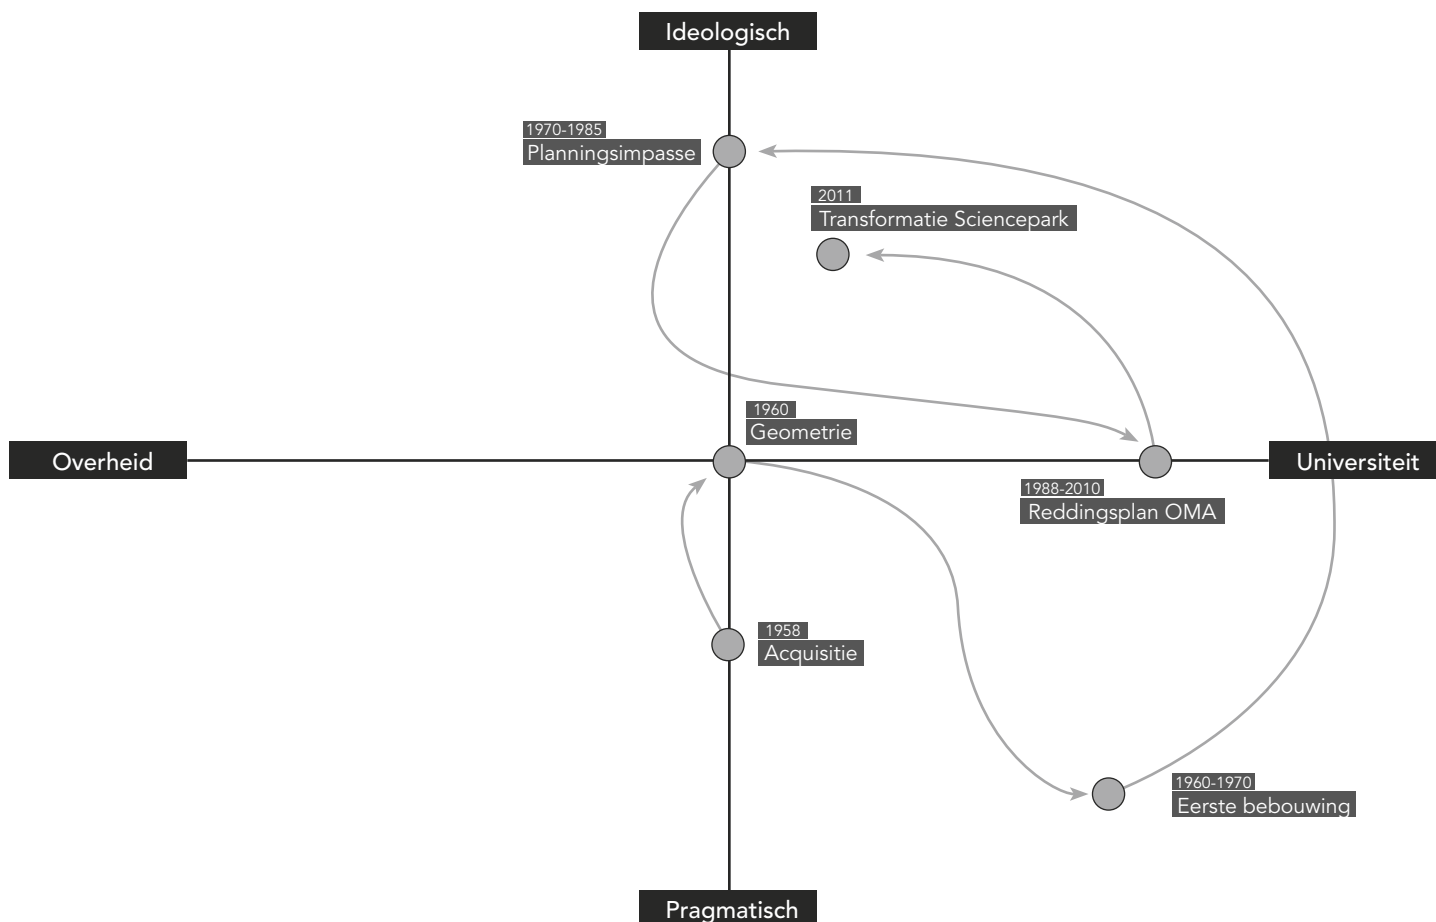 Ideologisch
1970-1985
Planningsimpasse
2011
Transformatie Sciencepark
1960
Geometrie
Overheid
Universiteit
1988-2010
Reddingsplan OMA
1958
Acquisitie
1960-1970
Eerste bebouwing
Pragmatisch